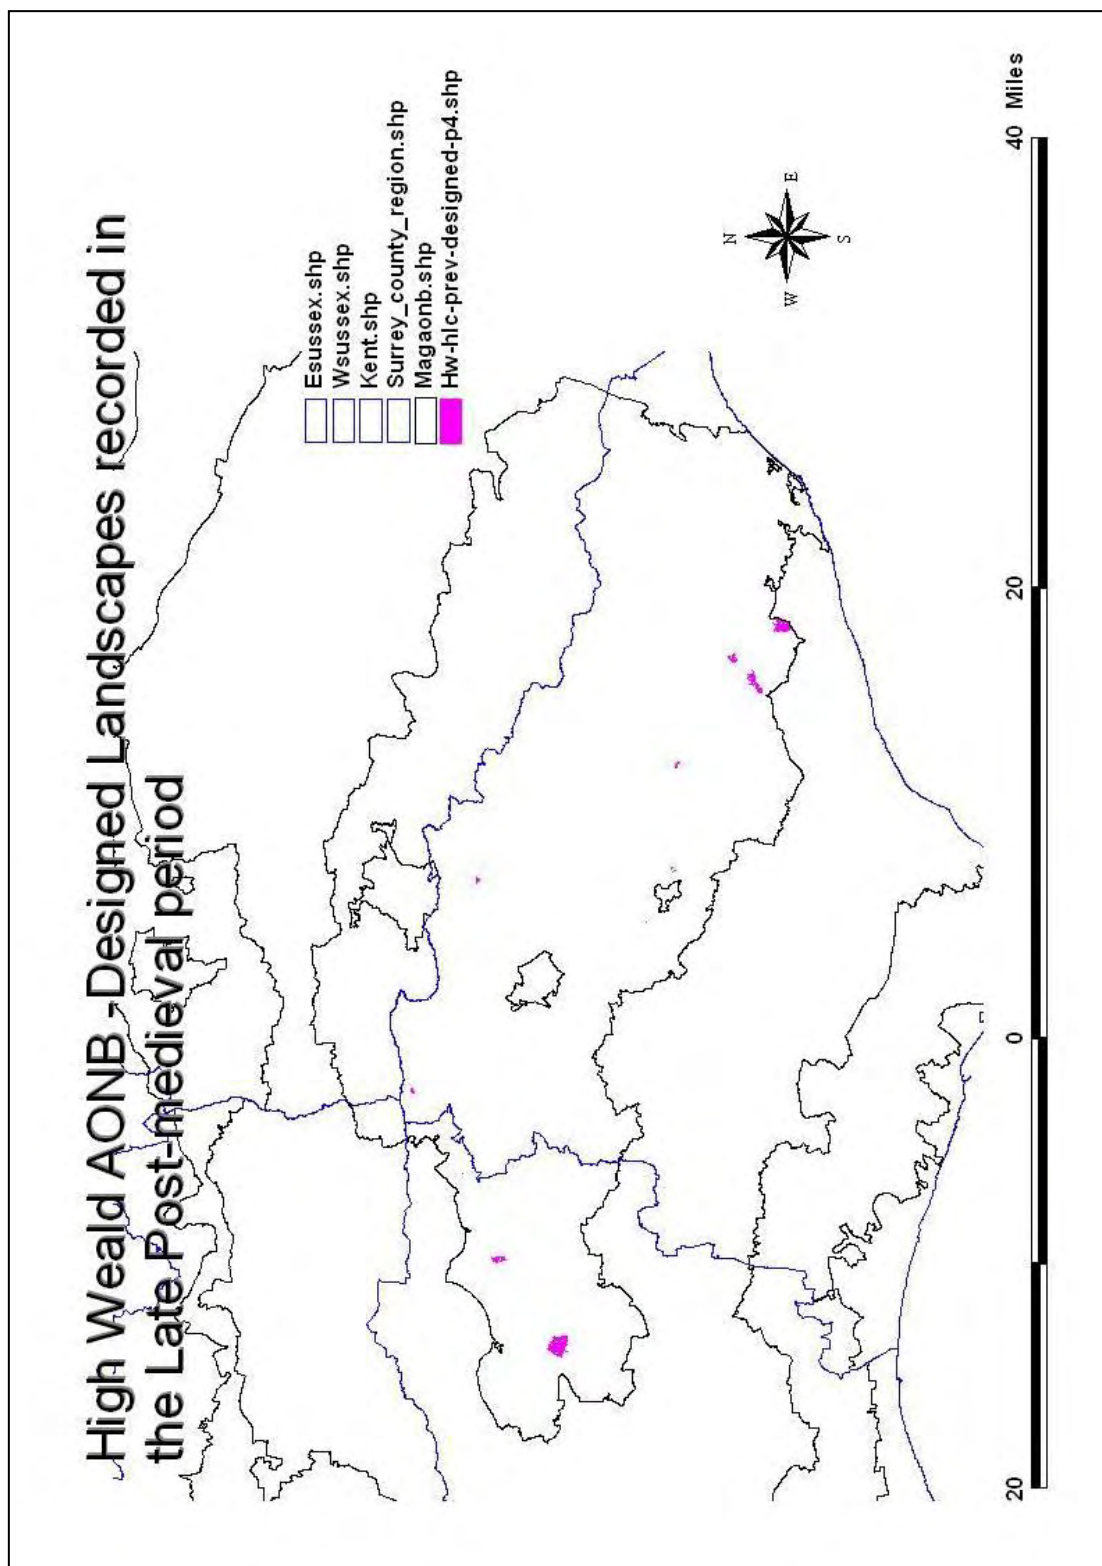 High Weald AONB -Designed Landscapes recorded in
the Late Post-medieval period
Esussex.shp
Wsussex.shp
Kent.shp
Surrey_county_region.shp
Magaonb.shp
Hw-hlc-prev-designed-p4.shp
N
W
E
S
20
0
20
40 Miles